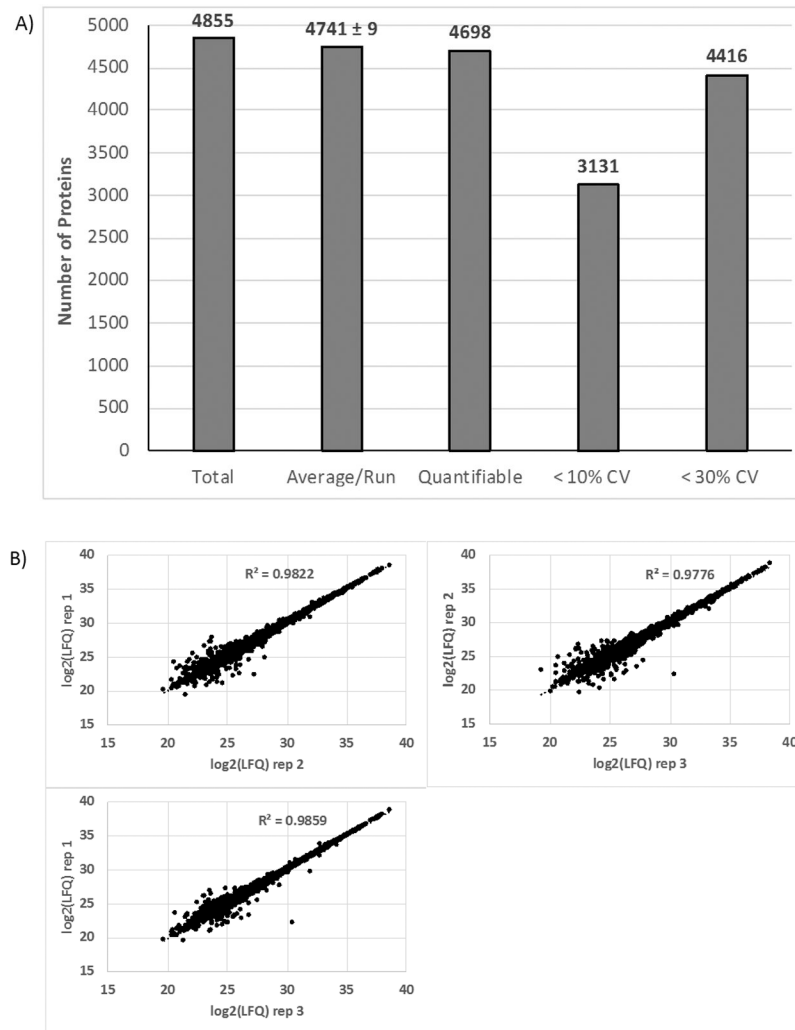 A)
Number of Proteins
5000
4500
4000
3500
3000
2500
2000
1500
1000
500
0
4855
4741 ± 9
4698
3131
4416
Total
Average/Run
Quantifiable
< 10% CV
< 30% CV
B)
log2(LFQ) rep 1
40
35
30
25
20
15
R² = 0.9822
15 20 25 30 35 40
log2(LFQ) rep 2
log2(LFQ) rep 2
40
35
30
25
20
15
R² = 0.9776
15 20 25 30 35 40
log2(LFQ) rep 3
log2(LFQ) rep 1
40
35
30
25
20
15
R² = 0.9859
15 20 25 30 35 40
log2(LFQ) rep 3